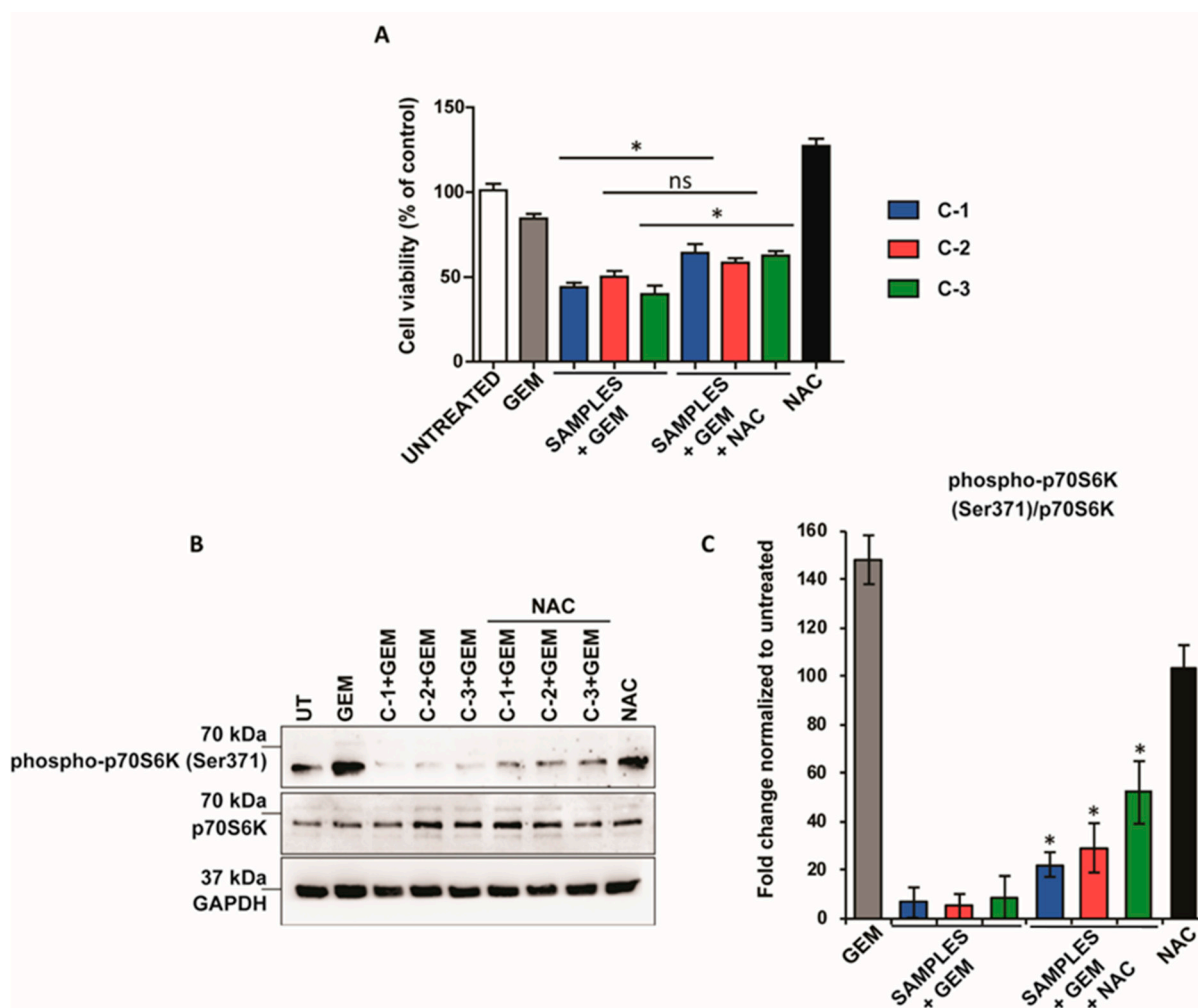 A
Cell viability (% of control)
150
100
50
0
*
ns
*
UNTREATED
GEM
SAMPLES
+ GEM
SAMPLES
+ GEM
+ NAC
NAC
C-1
C-2
C-3
B
NAC
UT
GEM
C-1+GEM
C-2+GEM
C-3+GEM
C-1+GEM
C-2+GEM
C-3+GEM
NAC
70 kDa
phospho-p70S6K (Ser371)
70 kDa
p70S6K
37 kDa
GAPDH
C
phospho-p70S6K
(Ser371)/p70S6K
Fold change normalized to untreated
160
140
120
100
80
60
40
20
0
*
*
*
GEM
SAMPLES
+ GEM
SAMPLES
+ GEM
+ NAC
NAC